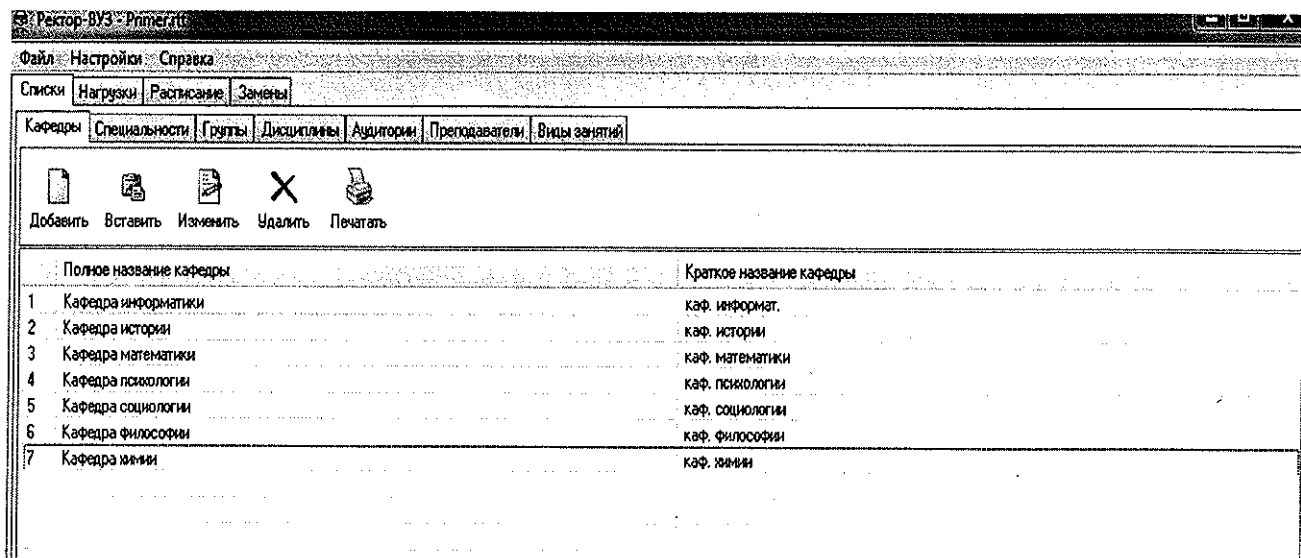 Ректор-ВУЗ - Primer.rtf
Файл Настройки Справка
Списки Нагрузки Расписание Замены
Кафедры Специальности Группы Дисциплины Аудитории Преподаватели Виды занятий
Добавить Вставить Изменить Удалить Печатать
Полное название кафедры Краткое название кафедры
1 Кафедра информатики каф. информат.
2 Кафедра истории каф. истории
3 Кафедра математики каф. математики
4 Кафедра психологии каф. психологии
5 Кафедра социологии каф. социологии
6 Кафедра философии каф. философии
7 Кафедра химии каф. химии